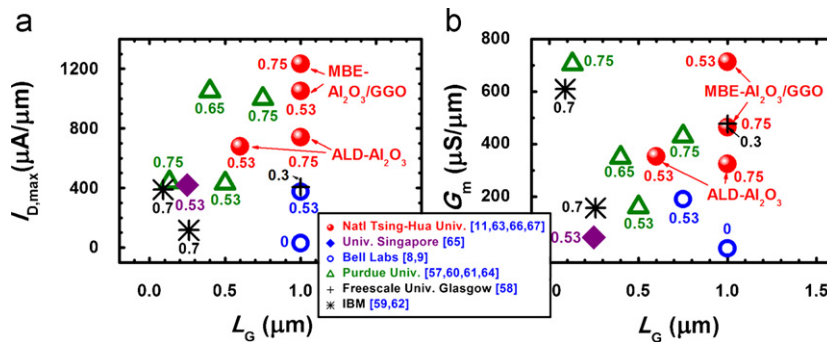 a
b
I_D,max (μA/μm)
1200
800
400
0
0.75
MBE-
Al₂O₃/GGO
0.53
0.65
0.75
0.53
ALD-Al₂O₃
0.75
0.75
0.7
0.53
0.53
0.3
0.53
0.7
0
0.0
0.5
1.0
L_G (μm)
G_m (μS/μm)
800
600
400
200
0
0.75
0.53
0.7
MBE-Al₂O₃/GGO
0.75
0.75
0.3
0.65
0.53
0.75
ALD-Al₂O₃
0.7
0.53
0.53
0.53
0
0.0
0.5
1.0
1.5
L_G (μm)
Natl Tsing-Hua Univ. [11,63,66,67]
Univ. Singapore [65]
Bell Labs [8,9]
Purdue Univ. [57,60,61,64]
Freescale Univ. Glasgow [58]
IBM [59,62]